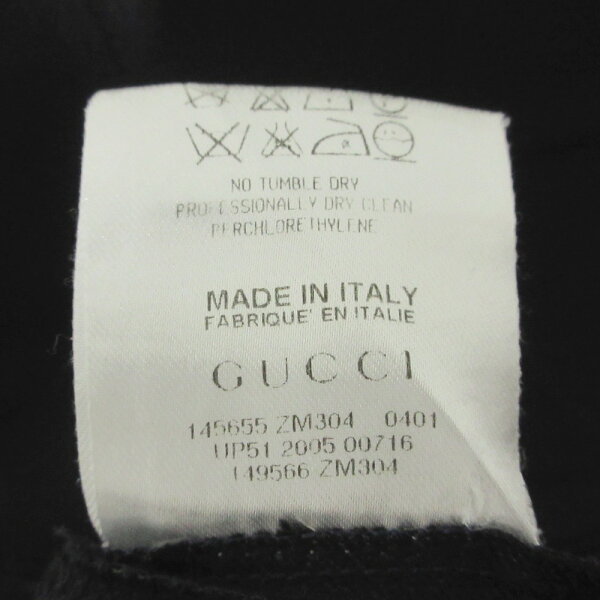 NO TUMBLE DRY
PROFESSIONALLY DRY CLEAN
PERCHLORETHYLENE
MADE IN ITALY
FABRIQUE' EN ITALIE
GUCCI
145655 ZM304 0401
UP51 2005 00716
149566 ZM304